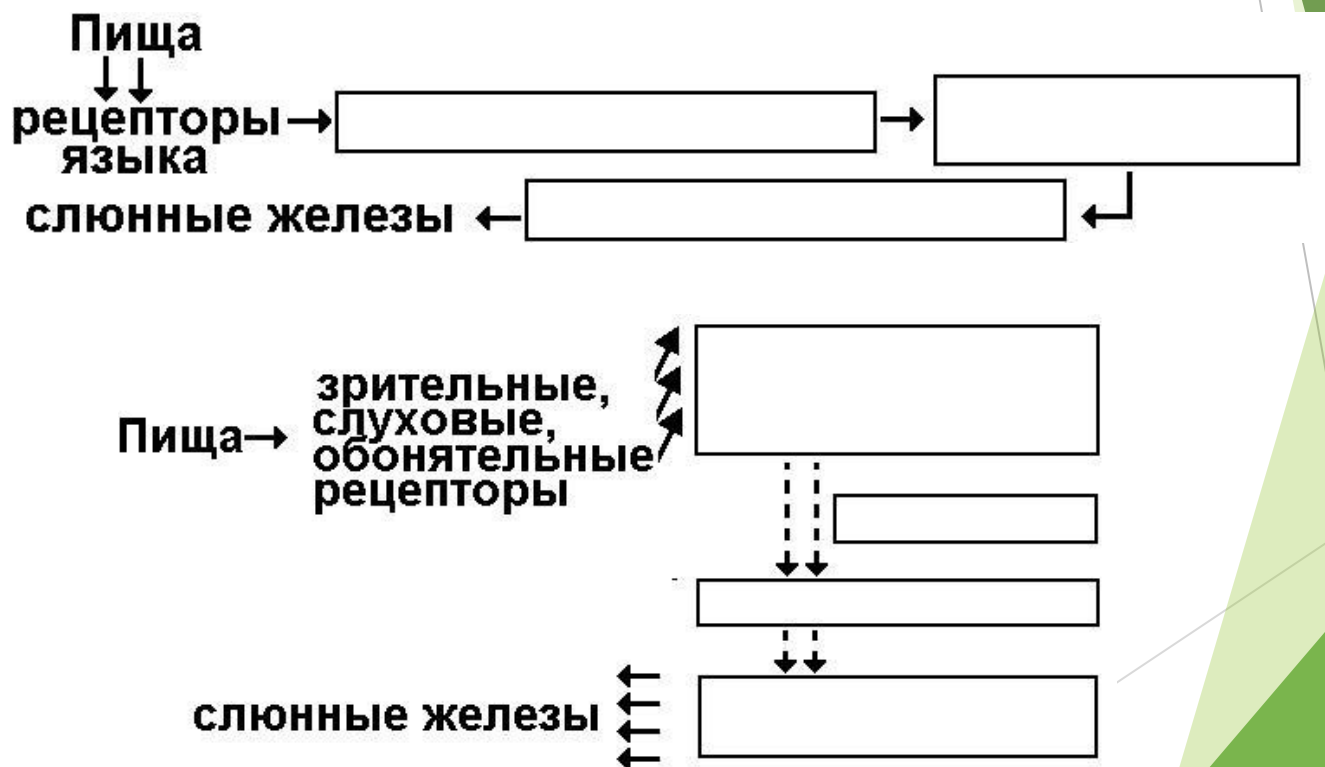 Пища
рецепторы
языка
слюнные железы
зрительные,
Пища слуховые,
обонятельные
рецепторы
слюнные железы